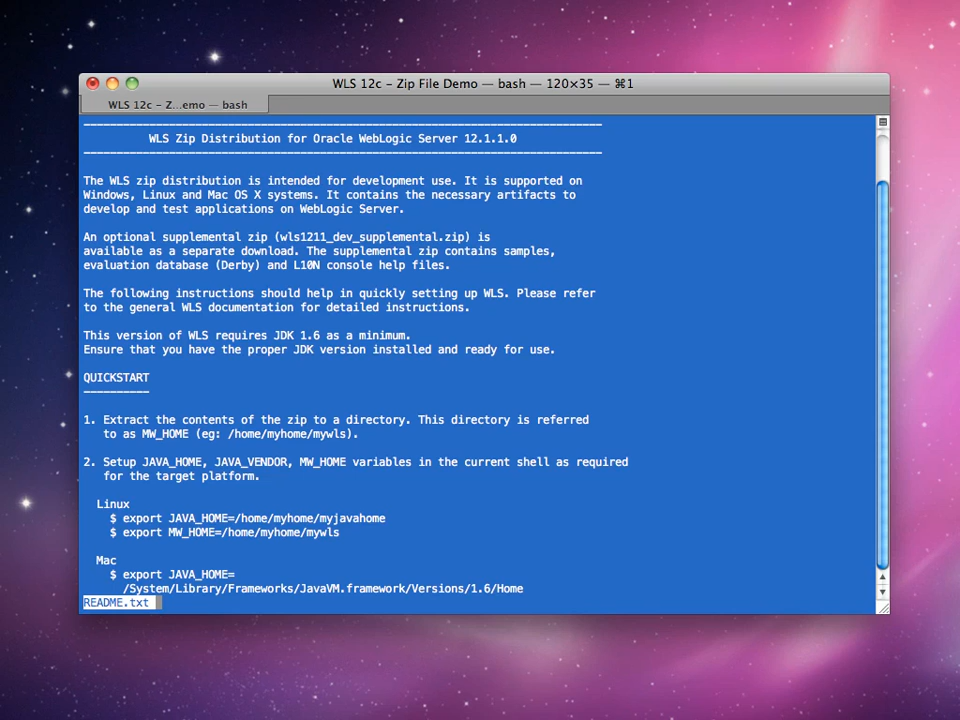 WLS 12c — Zip File Demo — bash — 120×35 — ⌘1
WLS 12c – Z...emo — bash
WLS Zip Distribution for Oracle WebLogic Server 12.1.1.0
The WLS zip distribution is intended for development use. It is supported on
Windows, Linux and Mac OS X systems. It contains the necessary artifacts to
develop and test applications on WebLogic Server.
An optional supplemental zip (wls1211_dev_supplemental.zip) is
available as a separate download. The supplemental zip contains samples,
evaluation database (Derby) and L10N console help files.
The following instructions should help in quickly setting up WLS. Please refer
to the general WLS documentation for detailed instructions.
This version of WLS requires JDK 1.6 as a minimum.
Ensure that you have the proper JDK version installed and ready for use.
QUICKSTART
----------
1. Extract the contents of the zip to a directory. This directory is referred
to as MW_HOME (eg: /home/myhome/mywls).
2. Setup JAVA_HOME, JAVA_VENDOR, MW_HOME variables in the current shell as required
for the target platform.
Linux
$ export JAVA_HOME=/home/myhome/myjavahome
$ export MW_HOME=/home/myhome/mywls
Mac
$ export JAVA_HOME=
/System/Library/Frameworks/JavaVM.framework/Versions/1.6/Home
README.txt